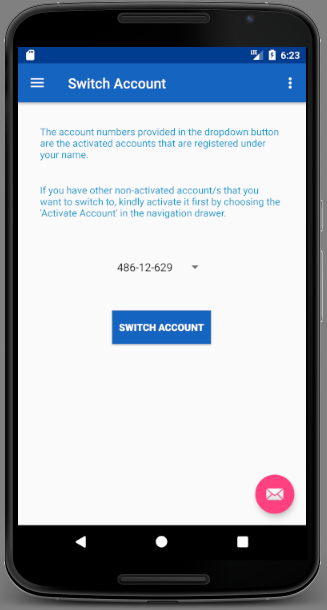 LTE 6:23
Switch Account
The account numbers provided in the dropdown button
are the activated accounts that are registered under
your name.
If you have other non-activated account/s that you
want to switch to, kindly activate it first by choosing the
'Activate Account' in the navigation drawer.
486-12-629
SWITCH ACCOUNT